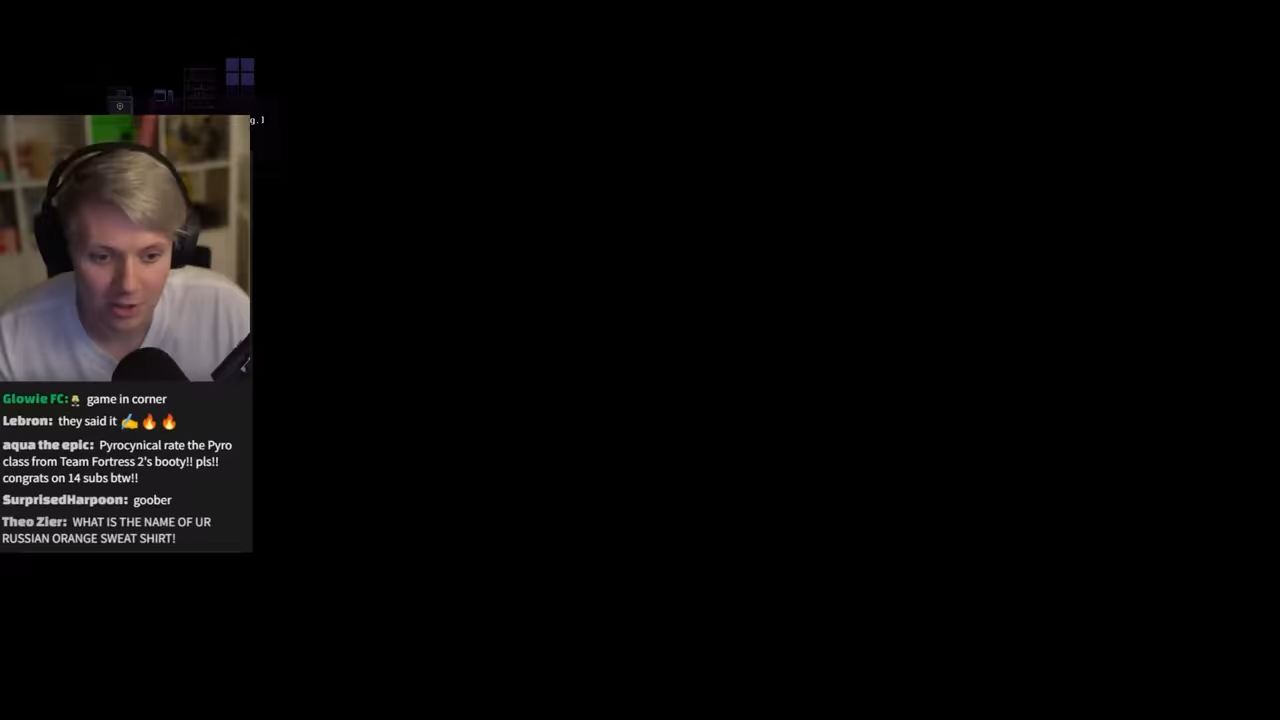 g.]
Glowie FC: game in corner
Lebron: they said it ✍️🔥🔥
aqua the epic: Pyrocynical rate the Pyro
class from Team Fortress 2's booty!! pls!!
congrats on 14 subs btw!!
SurprisedHarpoon: goober
Theo Zier: WHAT IS THE NAME OF UR
RUSSIAN ORANGE SWEAT SHIRT!